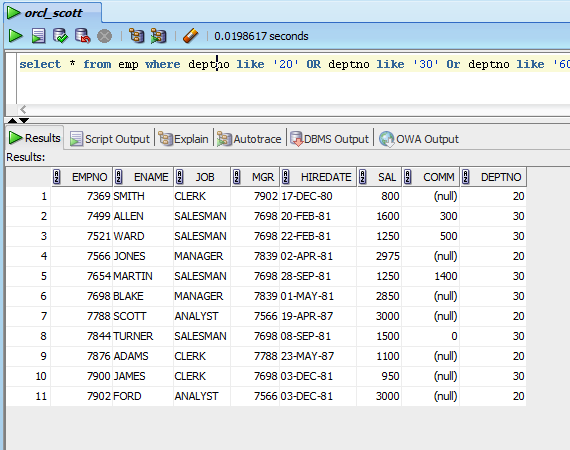 orcl_scott
0.0198617 seconds
select * from emp where deptno like '20' OR deptno like '30' Or deptno like '60
Results Script Output Explain Autotrace DBMS Output OWA Output
Results:
EMPNO ENAME JOB MGR HIREDATE SAL COMM DEPTNO
1 7369 SMITH CLERK 7902 17-DEC-80 800 (null) 20
2 7499 ALLEN SALESMAN 7698 20-FEB-81 1600 300 30
3 7521 WARD SALESMAN 7698 22-FEB-81 1250 500 30
4 7566 JONES MANAGER 7839 02-APR-81 2975 (null) 20
5 7654 MARTIN SALESMAN 7698 28-SEP-81 1250 1400 30
6 7698 BLAKE MANAGER 7839 01-MAY-81 2850 (null) 30
7 7788 SCOTT ANALYST 7566 19-APR-87 3000 (null) 20
8 7844 TURNER SALESMAN 7698 08-SEP-81 1500 0 30
9 7876 ADAMS CLERK 7788 23-MAY-87 1100 (null) 20
10 7900 JAMES CLERK 7698 03-DEC-81 950 (null) 30
11 7902 FORD ANALYST 7566 03-DEC-81 3000 (null) 20